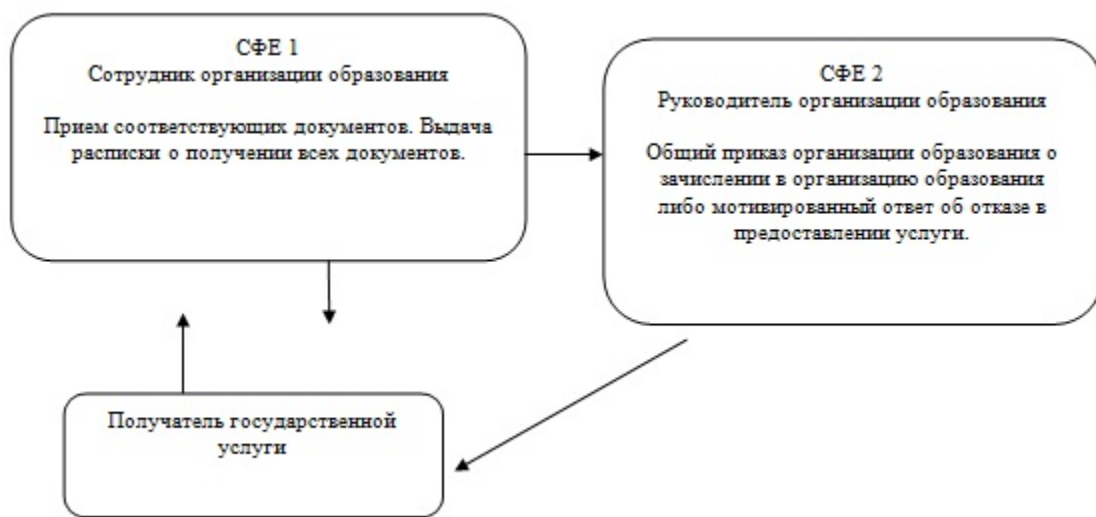 СФЕ 1
Сотрудник организации образования
Прием соответствующих документов. Выдача
расписки о получении всех документов.
СФЕ 2
Руководитель организации образования
Общий приказ организации образования о
зачислении в организацию образования
либо мотивированный ответ об отказе в
предоставлении услуги.
Получатель государственной
услуги